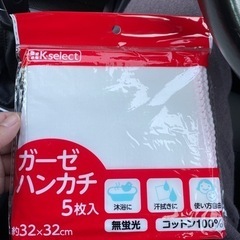 K·select
ガーゼ
ハンカチ
5枚入
沐浴に
汗拭きに
使い方自由
約32×32cm
無蛍光
コットン100%